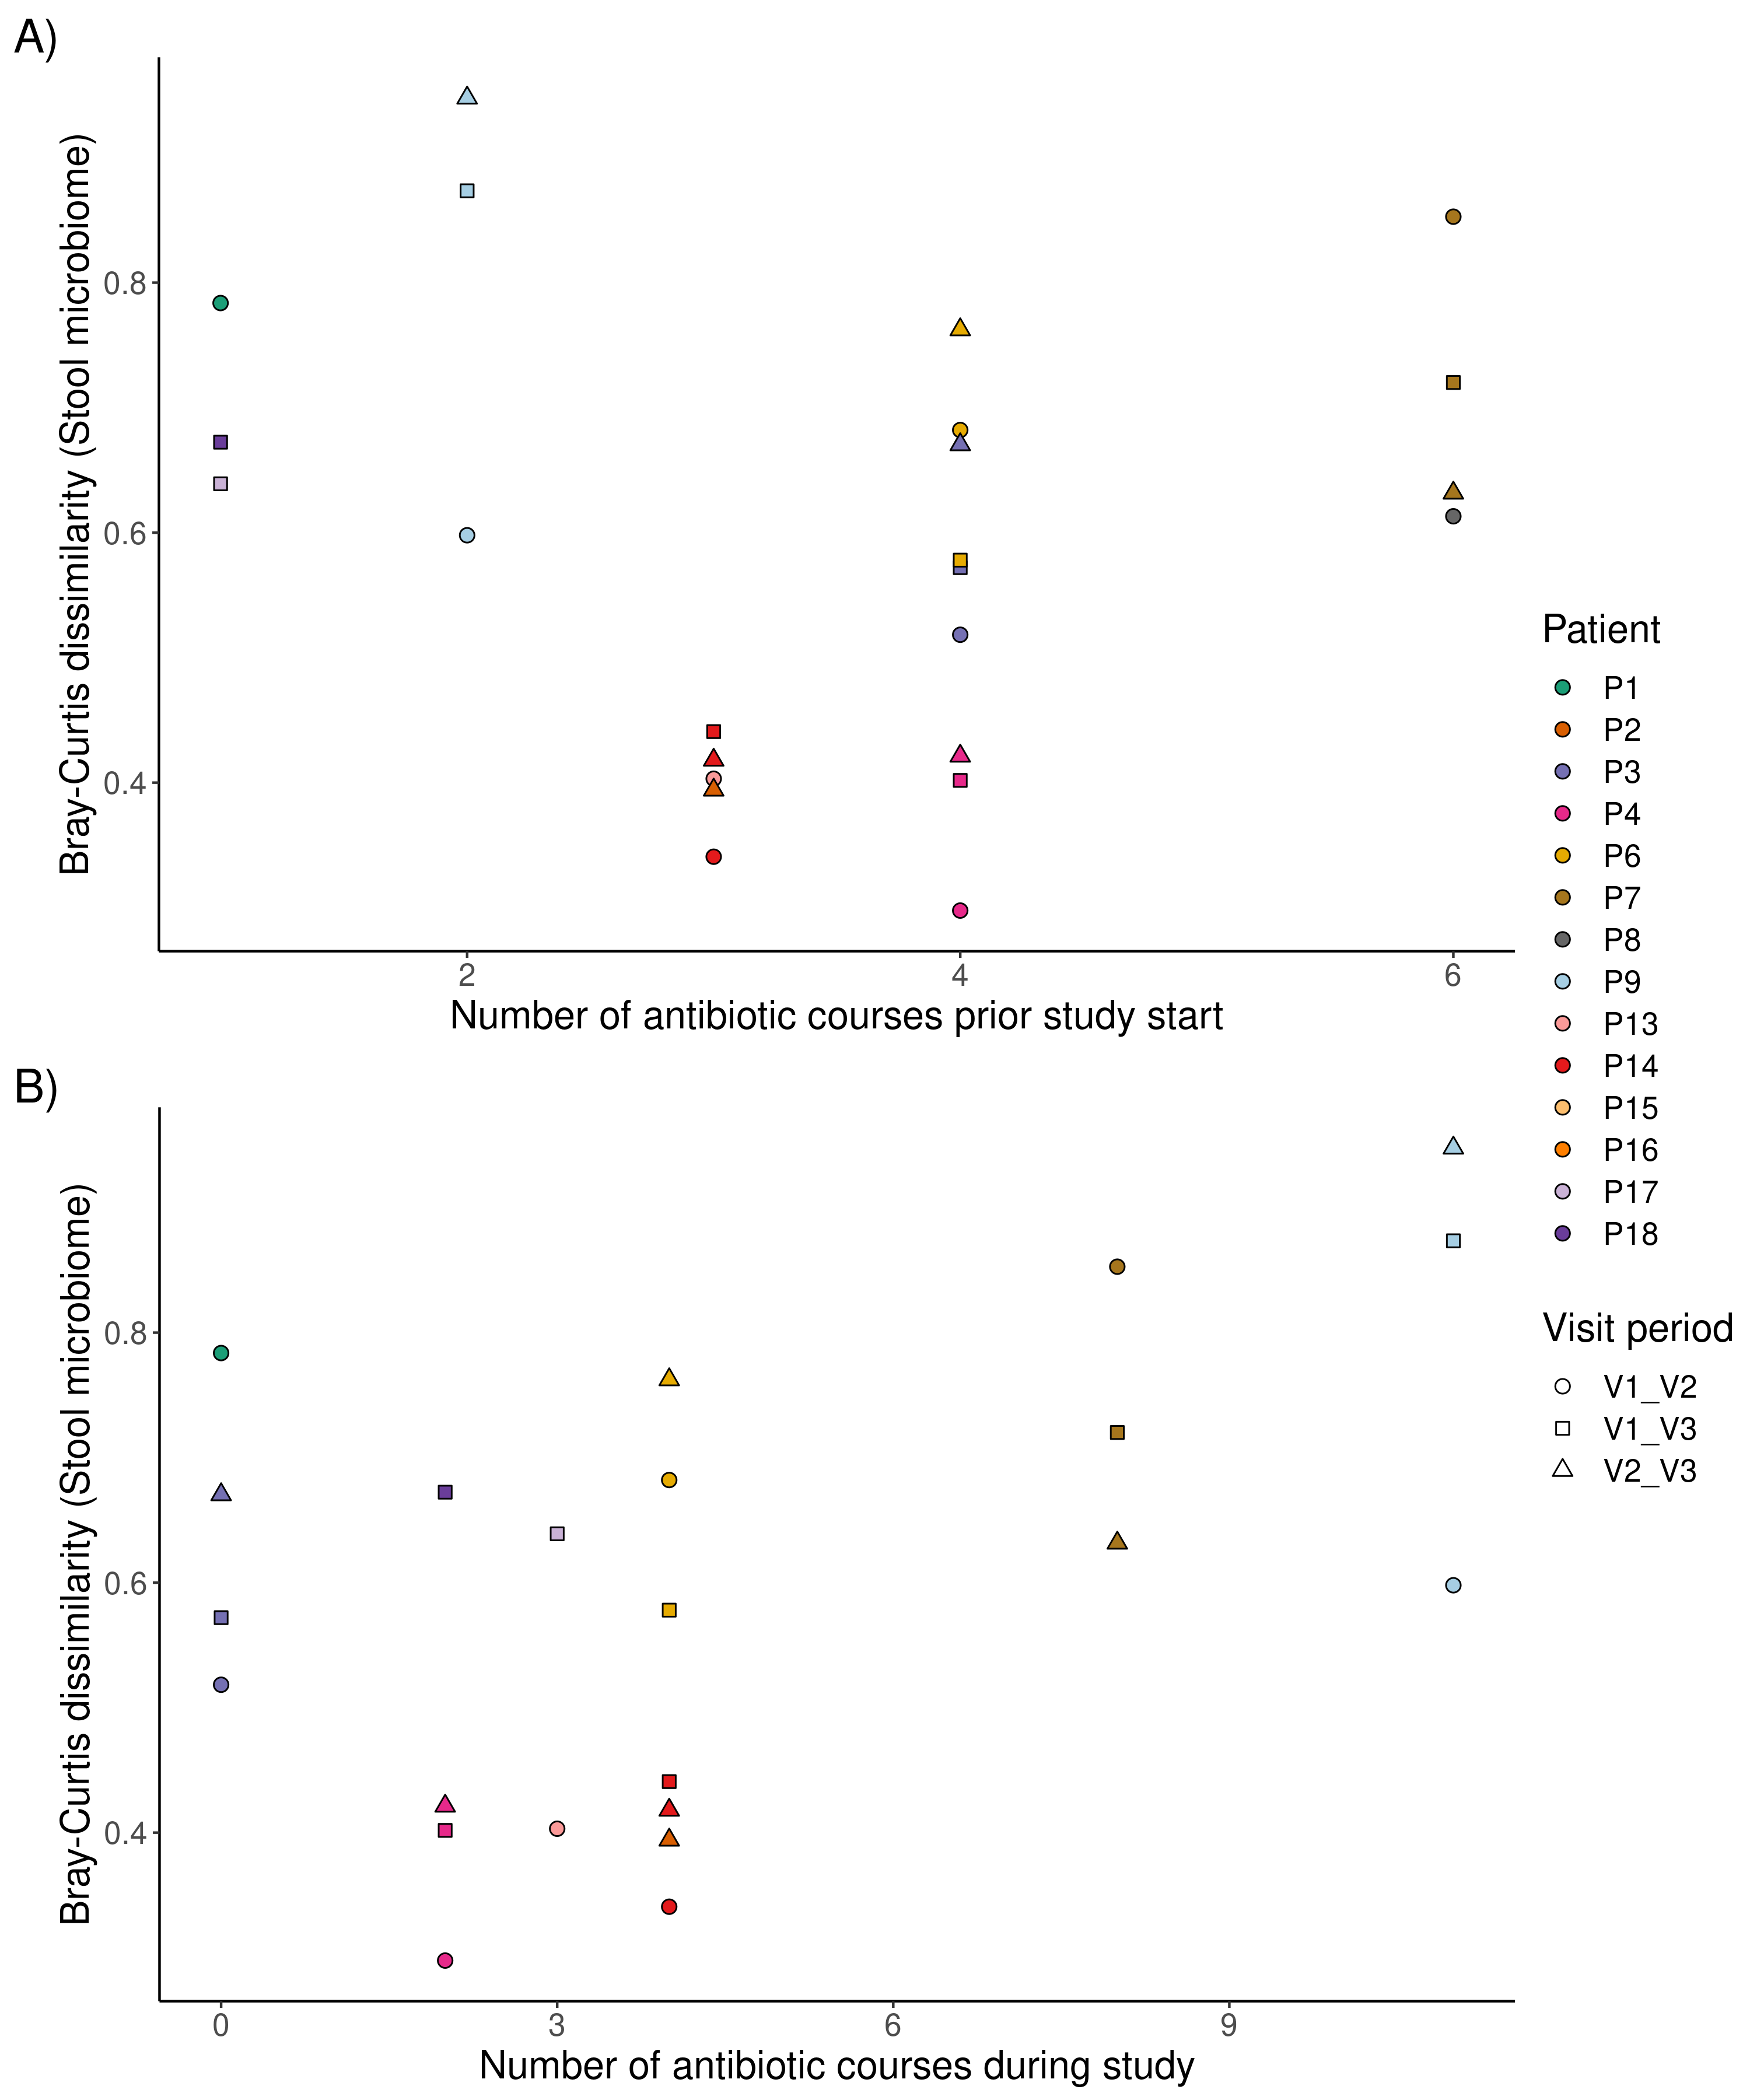 A)
Bray-Curtis dissimilarity (Stool microbiome)
0.8
0.6
0.4
2
4
6
Number of antibiotic courses prior study start
B)
Bray-Curtis dissimilarity (Stool microbiome)
0.8
0.6
0.4
0
3
6
9
Number of antibiotic courses during study
Patient
P1
P2
P3
P4
P6
P7
P8
P9
P13
P14
P15
P16
P17
P18
Visit period
V1_V2
V1_V3
V2_V3